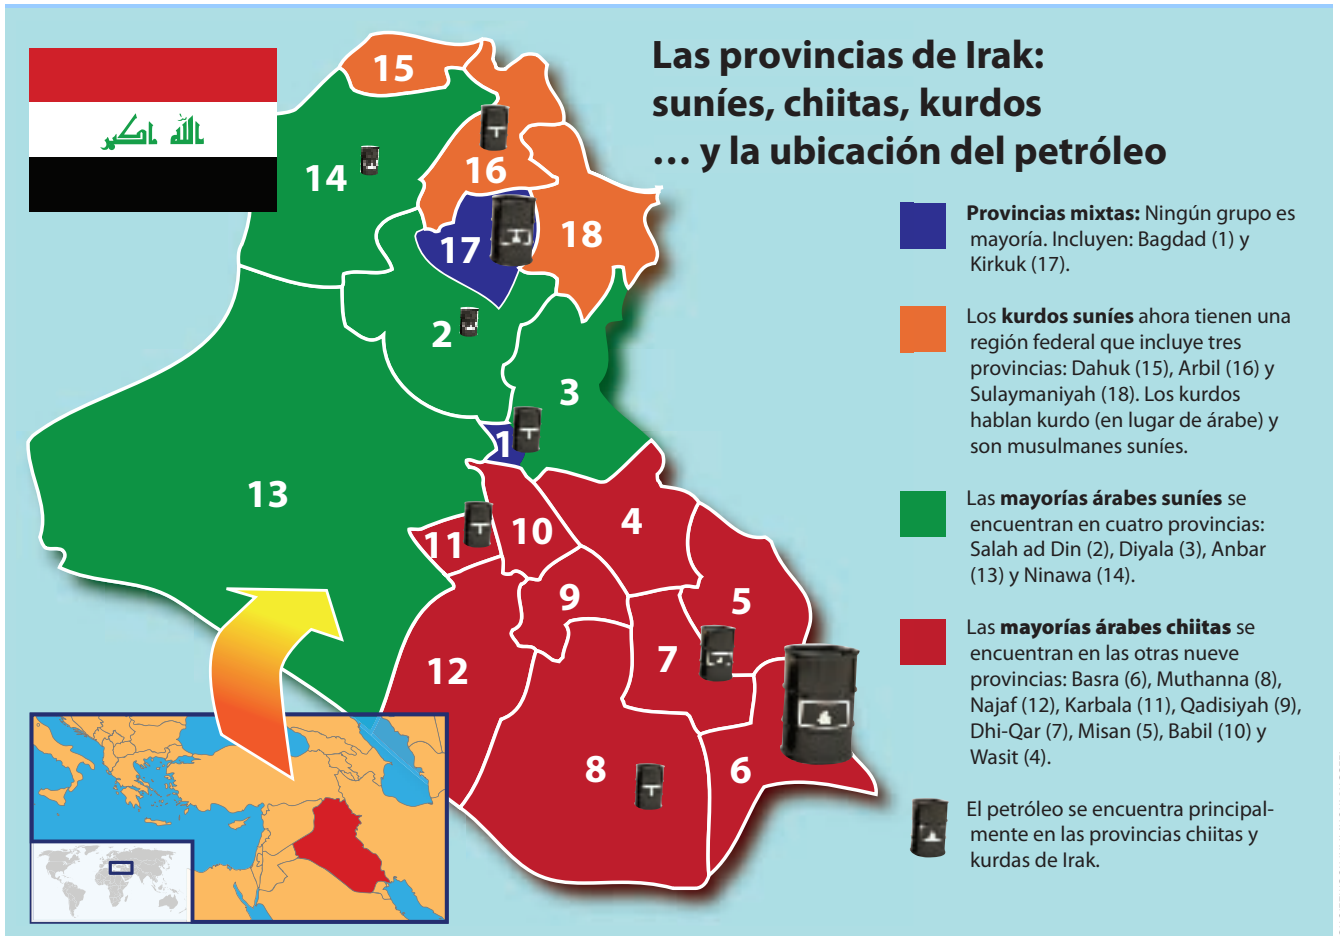 Las provincias de Irak:
suníes, chiitas, kurdos
… y la ubicación del petróleo
الله اكبر
Provincias mixtas: Ningún grupo es
mayoría. Incluyen: Bagdad (1) y
Kirkuk (17).
Los kurdos suníes ahora tienen una
región federal que incluye tres
provincias: Dahuk (15), Arbil (16) y
Sulaymaniyah (18). Los kurdos
hablan kurdo (en lugar de árabe) y
son musulmanes suníes.
Las mayorías árabes suníes se
encuentran en cuatro provincias:
Salah ad Din (2), Diyala (3), Anbar
(13) y Ninawa (14).
Las mayorías árabes chiitas se
encuentran en las otras nueve
provincias: Basra (6), Muthanna (8),
Najaf (12), Karbala (11), Qadisiyah (9),
Dhi-Qar (7), Misan (5), Babil (10) y
Wasit (4).
El petróleo se encuentra principal-
mente en las provincias chiitas y
kurdas de Irak.
15
14
16
17
18
2
3
1
13
11
10
4
9
5
12
7
8
6